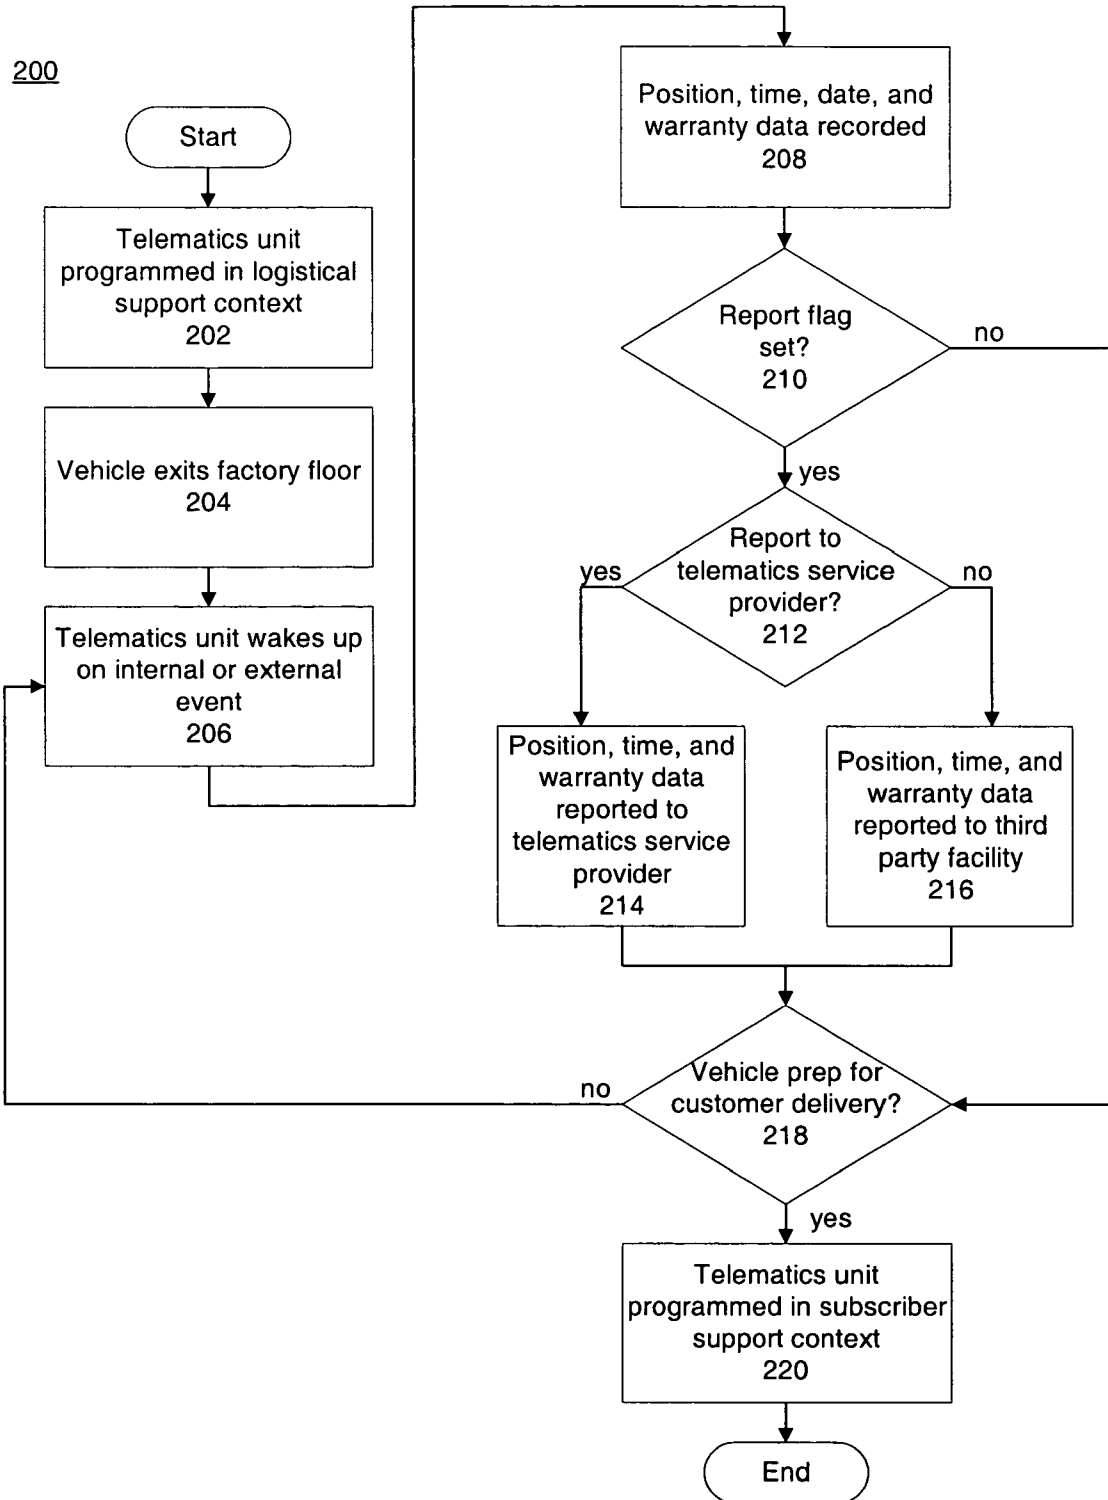 200
Start
Telematics unit
programmed in logistical
support context
202
Vehicle exits factory floor
204
Telematics unit wakes up
on internal or external
event
206
Position, time, date, and
warranty data recorded
208
Report flag
set?
210
no
yes
Report to
telematics service
provider?
212
yes
no
Position, time, and
warranty data
reported to
telematics service
provider
214
Position, time, and
warranty data
reported to third
party facility
216
Vehicle prep for
customer delivery?
218
no
yes
Telematics unit
programmed in subscriber
support context
220
End